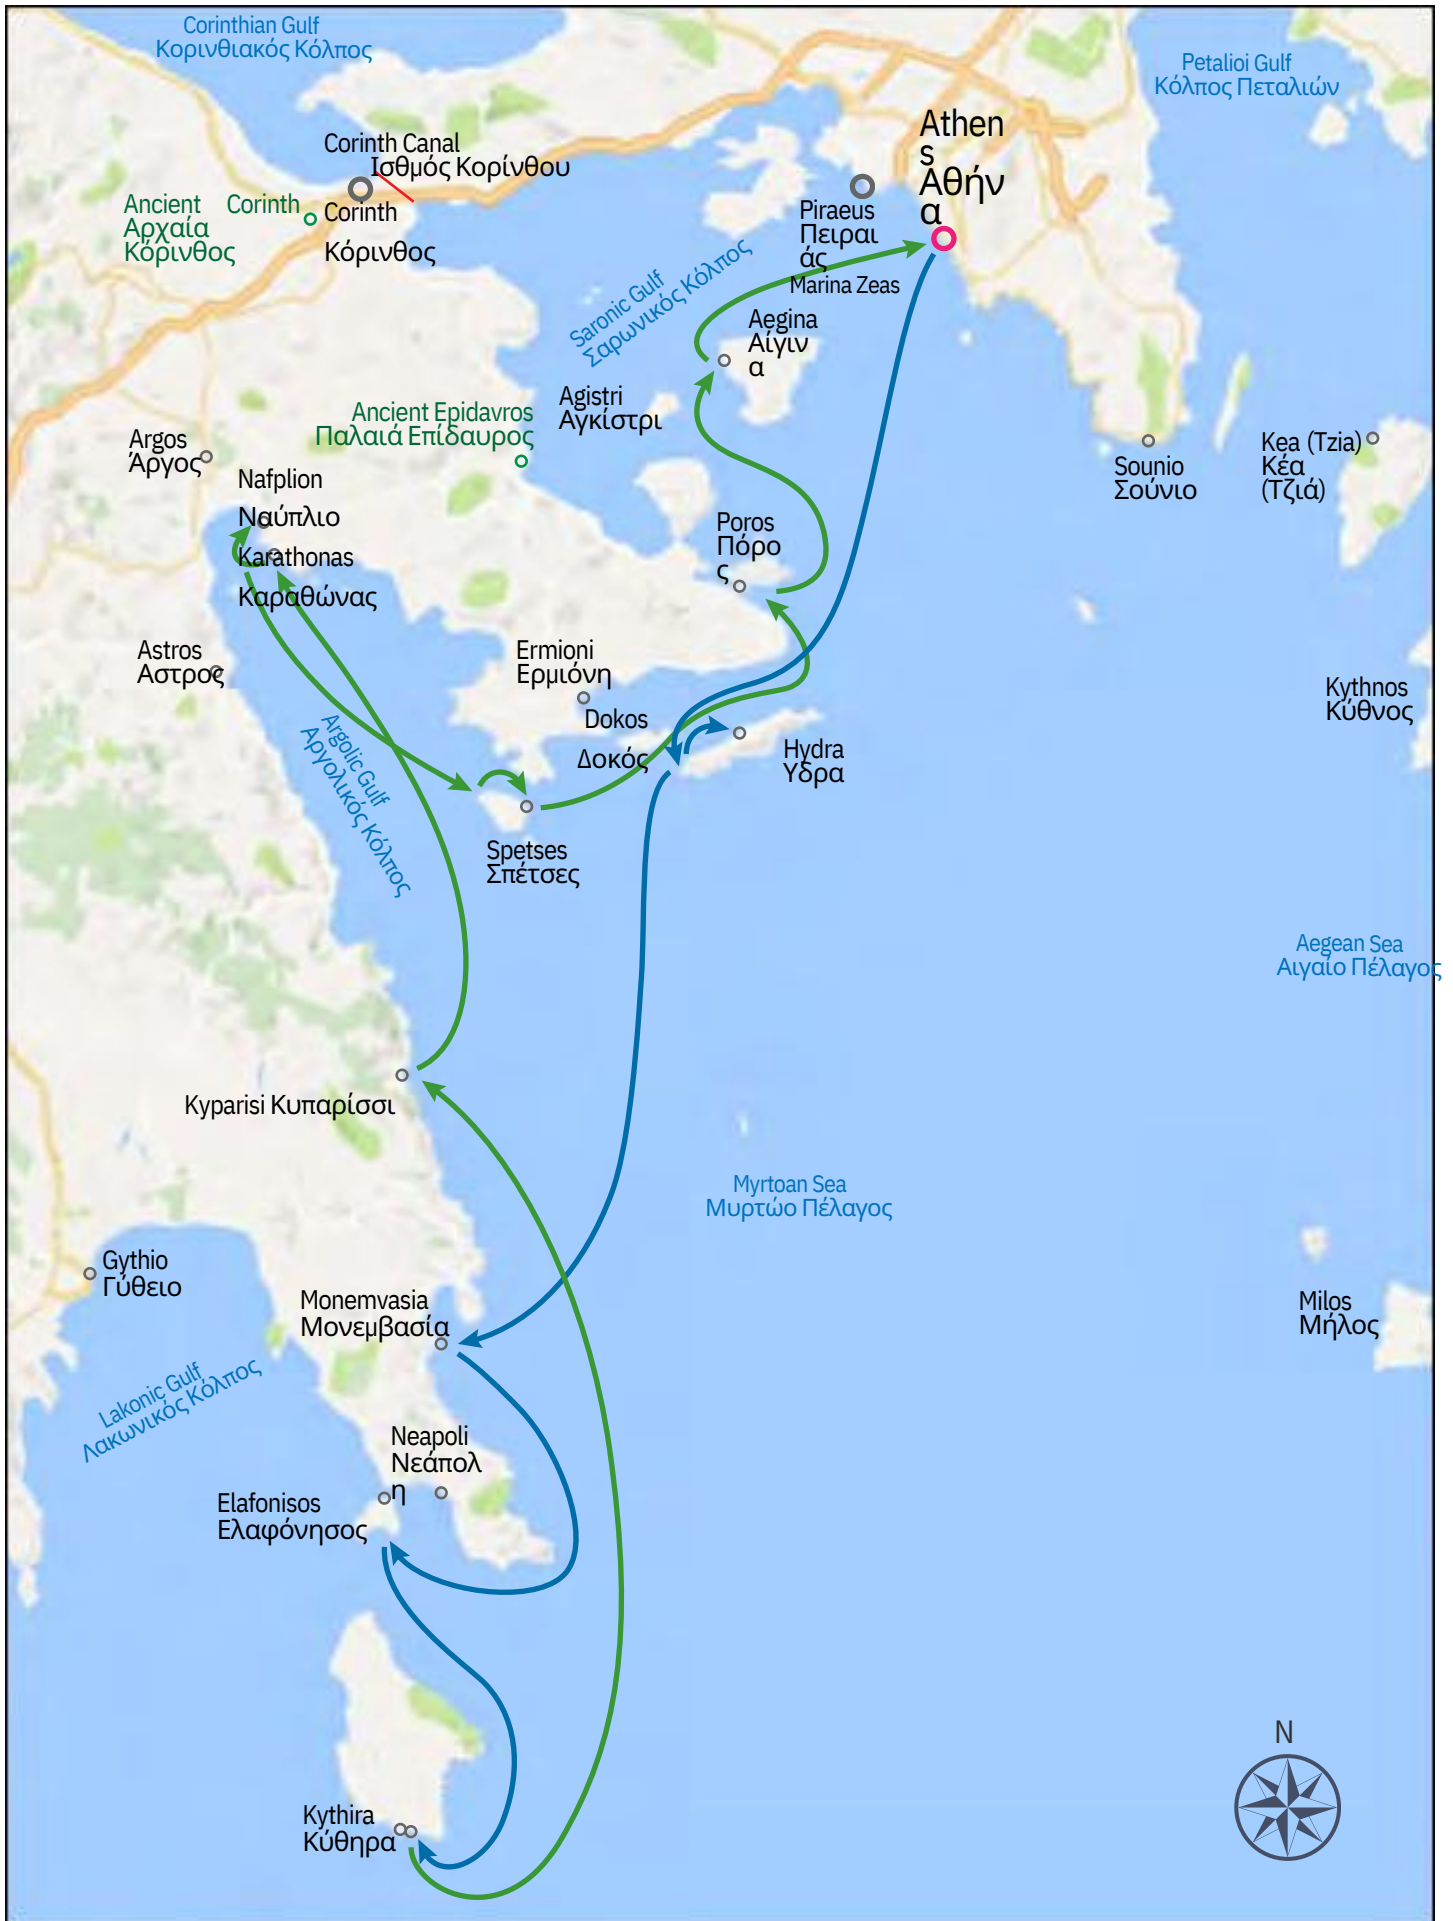 Corinthian Gulf
Κορινθιακός Κόλπος
Petalioi Gulf
Κόλπος Πεταλιών
Athen
s
Αθήν
α
Corinth Canal
Ισθμός Κορίνθου
Ancient Corinth
Αρχαία
Κόρινθος
Corinth
Κόρινθος
Piraeus
Πειραι
άς
Marina Zeas
Saronic Gulf
Σαρωνικός Κόλπος
Aegina
Αίγιν
α
Agistri
Αγκίστρι
Ancient Epidavros
Παλαιά Επίδαυρος
Argos
Άργος
Nafplion
Ναύπλιο
Karathonas
Καραθώνας
Sounio
Σούνιο
Kea (Tzia)
Κέα
(Τζιά)
Poros
Πόρο
ς
Astros
Αστρος
Ermioni
Ερμιόνη
Dokos
Δοκός
Hydra
Υδρα
Kythnos
Κύθνος
Argolic Gulf
Αργολικός Κόλπος
Spetses
Σπέτσες
Aegean Sea
Αιγαίο Πέλαγος
Kyparisi Κυπαρίσσι
Myrtoan Sea
Μυρτώο Πέλαγος
Gythio
Γύθειο
Monemvasia
Μονεμβασία
Milos
Μήλος
Lakonic Gulf
Λακωνικός Κόλπος
Neapoli
Νεάπολ
η
Elafonisos
Ελαφόνησος
Kythira
Κύθηρα
N